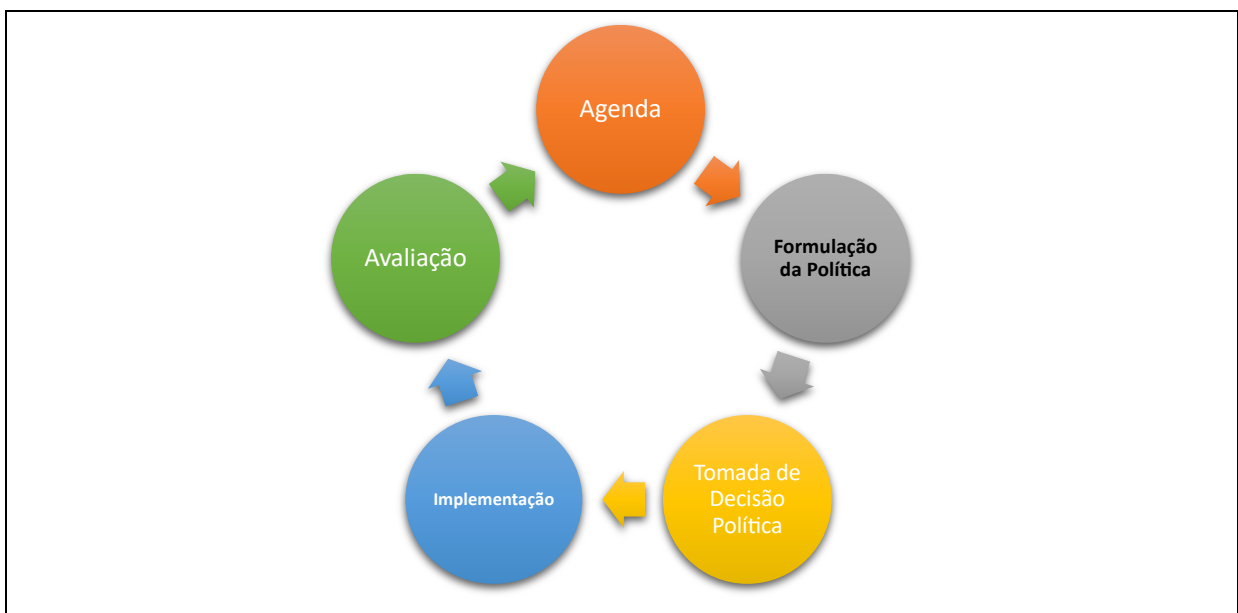 Agenda
Formulação
da Política
Tomada de
Decisão
Política
Implementação
Avaliação